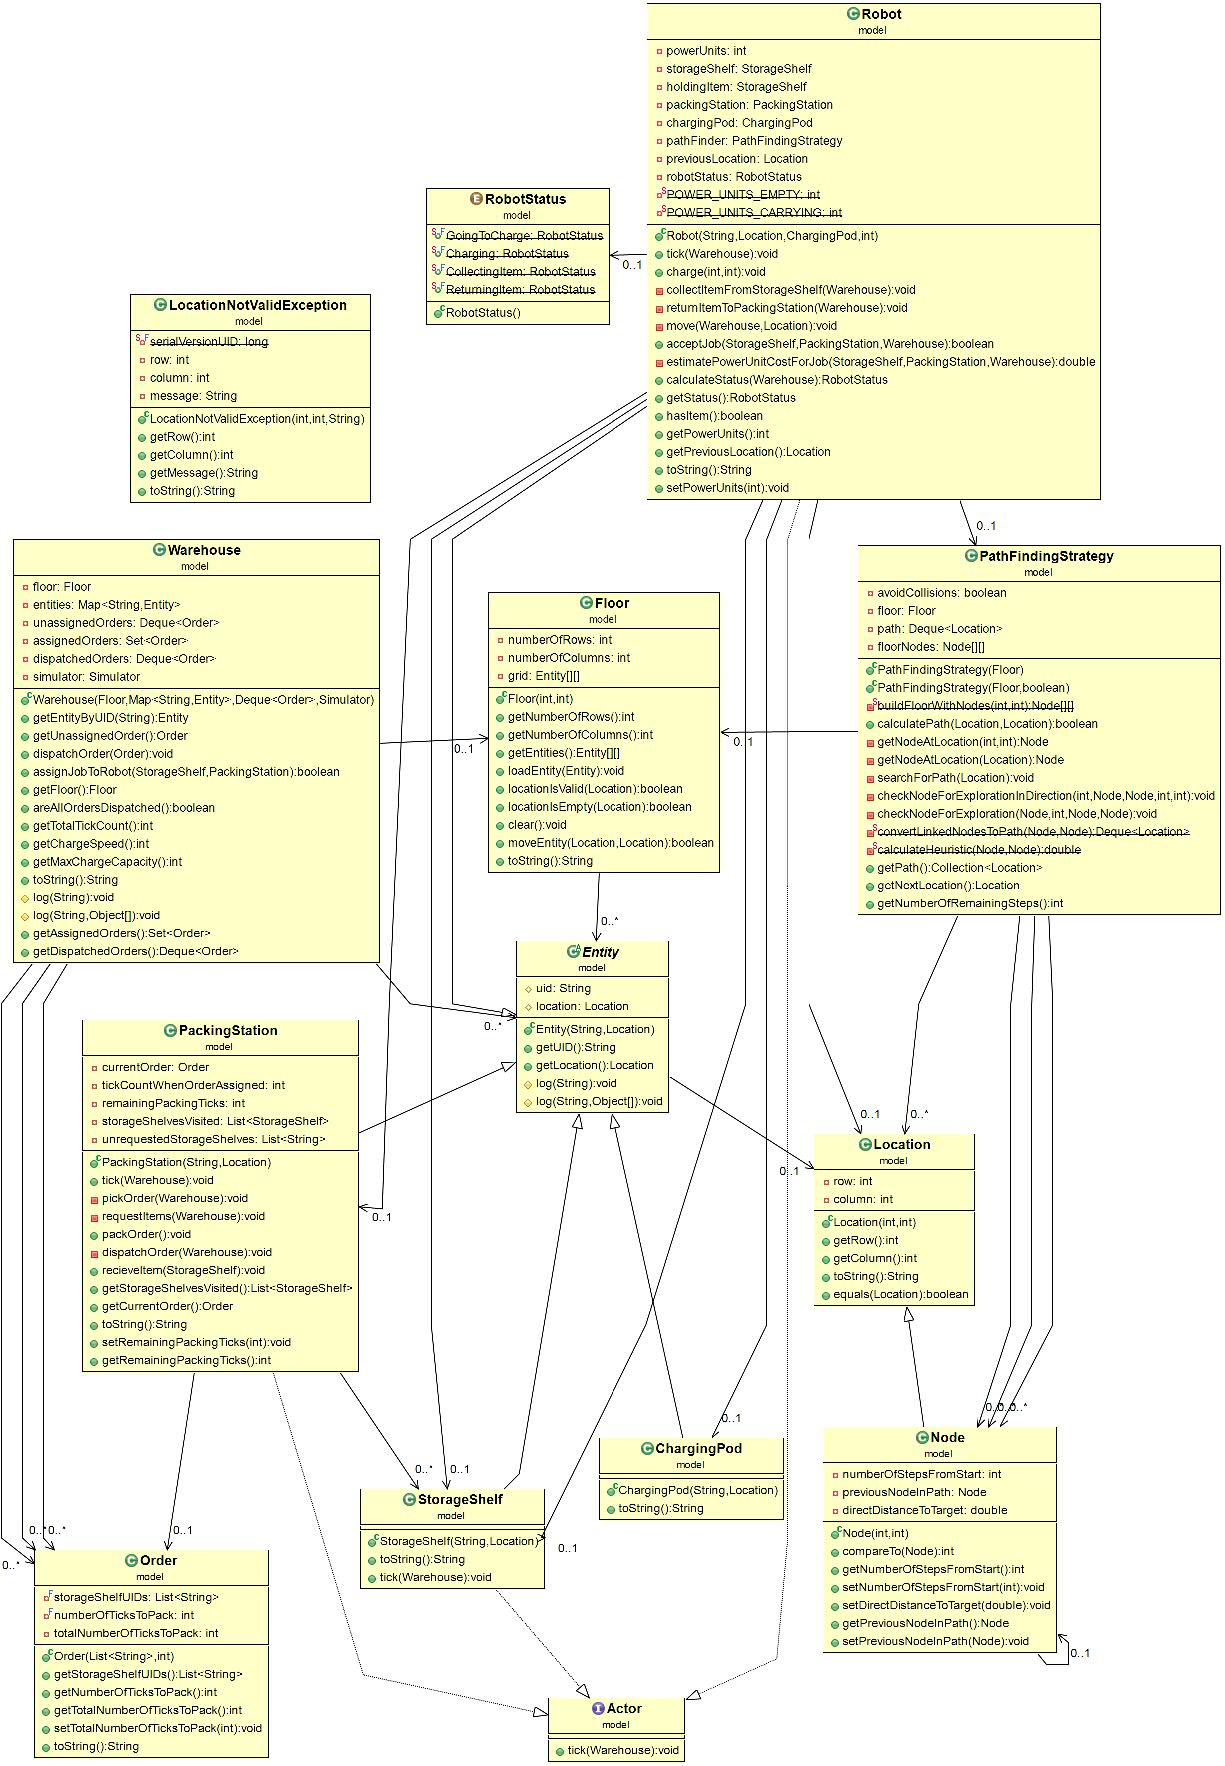 Robot
model
powerUnits: int
storageShelf: StorageShelf
holdingItem: StorageShelf
packingStation: PackingStation
chargingPod: ChargingPod
pathFinder: PathFindingStrategy
previousLocation: Location
robotStatus: RobotStatus
POWER_UNITS_EMPTY: int
POWER_UNITS_CARRYING: int
Robot(String,Location,ChargingPod,int)
tick(Warehouse):void
charge(int,int):void
collectItemFromStorageShelf(Warehouse):void
returnItemToPackingStation(Warehouse):void
move(Warehouse,Location):void
acceptJob(StorageShelf,PackingStation,Warehouse):boolean
estimatePowerUnitCostForJob(StorageShelf,PackingStation,Warehouse):double
calculateStatus(Warehouse):RobotStatus
getStatus():RobotStatus
hasItem():boolean
getPowerUnits():int
getPreviousLocation():Location
toString():String
setPowerUnits(int):void
RobotStatus
model
GoingToCharge: RobotStatus
Charging: RobotStatus
CollectingItem: RobotStatus
ReturningItem: RobotStatus
RobotStatus()
0..1
LocationNotValidException
model
serialVersionUID: long
row: int
column: int
message: String
LocationNotValidException(int,int,String)
getRow():int
getColumn():int
getMessage():String
toString():String
0..1
Warehouse
model
floor: Floor
entities: Map<String,Entity>
unassignedOrders: Deque<Order>
assignedOrders: Set<Order>
dispatchedOrders: Deque<Order>
simulator: Simulator
Warehouse(Floor,Map<String,Entity>,Deque<Order>,Simulator)
getEntityByUID(String):Entity
getUnassignedOrder():Order
dispatchOrder(Order):void
assignJobToRobot(StorageShelf,PackingStation):boolean
getFloor():Floor
areAllOrdersDispatched():boolean
getTotalTickCount():int
getChargeSpeed():int
getMaxChargeCapacity():int
toString():String
log(String):void
log(String,Object[]):void
getAssignedOrders():Set<Order>
getDispatchedOrders():Deque<Order>
0..1
Floor
model
numberOfRows: int
numberOfColumns: int
grid: Entity[][]
Floor(int,int)
getNumberOfRows():int
getNumberOfColumns():int
getEntities():Entity[][]
loadEntity(Entity):void
locationIsValid(Location):boolean
locationIsEmpty(Location):boolean
clear():void
moveEntity(Location,Location):boolean
toString():String
0..1
PathFindingStrategy
model
avoidCollisions: boolean
floor: Floor
path: Deque<Location>
floorNodes: Node[][]
PathFindingStrategy(Floor)
PathFindingStrategy(Floor,boolean)
buildFloorWithNodes(int,int):Node[][]
calculatePath(Location,Location):boolean
getNodeAtLocation(int,int):Node
getNodeAtLocation(Location):Node
searchForPath(Location):void
checkNodeForExplorationInDirection(int,Node,Node,int,int):void
checkNodeForExploration(Node,int,Node,Node):void
convertLinkedNodesToPath(Node,Node):Deque<Location>
calculateHeuristic(Node,Node):double
getPath():Collection<Location>
getNextLocation():Location
getNumberOfRemainingSteps():int
0..*
Entity
model
uid: String
location: Location
Entity(String,Location)
getUID():String
getLocation():Location
log(String):void
log(String,Object[]):void
0..*
PackingStation
model
currentOrder: Order
tickCountWhenOrderAssigned: int
remainingPackingTicks: int
storageShelvesVisited: List<StorageShelf>
unrequestedStorageShelves: List<String>
PackingStation(String,Location)
tick(Warehouse):void
pickOrder(Warehouse):void
requestItems(Warehouse):void
packOrder():void
dispatchOrder(Warehouse):void
recieveItem(StorageShelf):void
getStorageShelvesVisited():List<StorageShelf>
getCurrentOrder():Order
toString():String
setRemainingPackingTicks(int):void
getRemainingPackingTicks():int
0..1
0..1
0..*
0..1
Location
model
row: int
column: int
Location(int,int)
getRow():int
getColumn():int
toString():String
equals(Location):boolean
0..*
Node
model
numberOfStepsFromStart: int
previousNodeInPath: Node
directDistanceToTarget: double
Node(int,int)
compareTo(Node):int
getNumberOfStepsFromStart():int
setNumberOfStepsFromStart(int):void
setDirectDistanceToTarget(double):void
getPreviousNodeInPath():Node
setPreviousNodeInPath(Node):void
0..1
0..1
ChargingPod
model
ChargingPod(String,Location)
toString():String
0..*
0..1
StorageShelf
model
StorageShelf(String,Location)
toString():String
tick(Warehouse):void
0..1
0..1
0..*
0..*
0..*
Order
model
storageShelfUIDs: List<String>
numberOfTicksToPack: int
totalNumberOfTicksToPack: int
Order(List<String>,int)
getStorageShelfUIDs():List<String>
getNumberOfTicksToPack():int
getTotalNumberOfTicksToPack():int
setTotalNumberOfTicksToPack(int):void
toString():String
Actor
model
tick(Warehouse):void